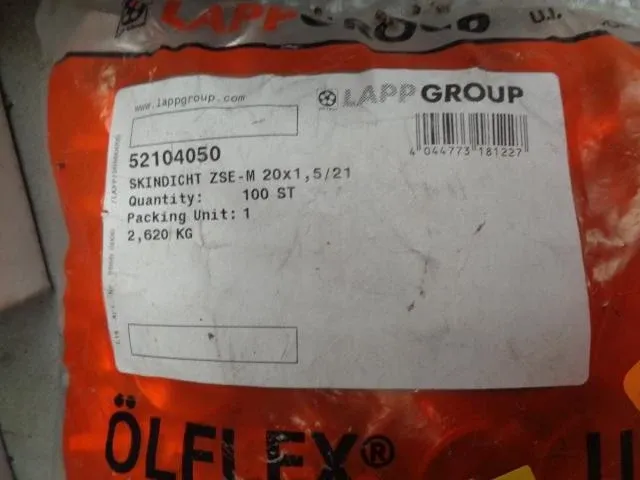 LAPP GROUP
U.I.
www.lappgroup.com
LAPP GROUP
4 044773 181227
52104050
SKINDICHT ZSE-M 20x1,5/21
Quantity: 100 ST
Packing Unit: 1
2,620 KG
ÖLFLEX®